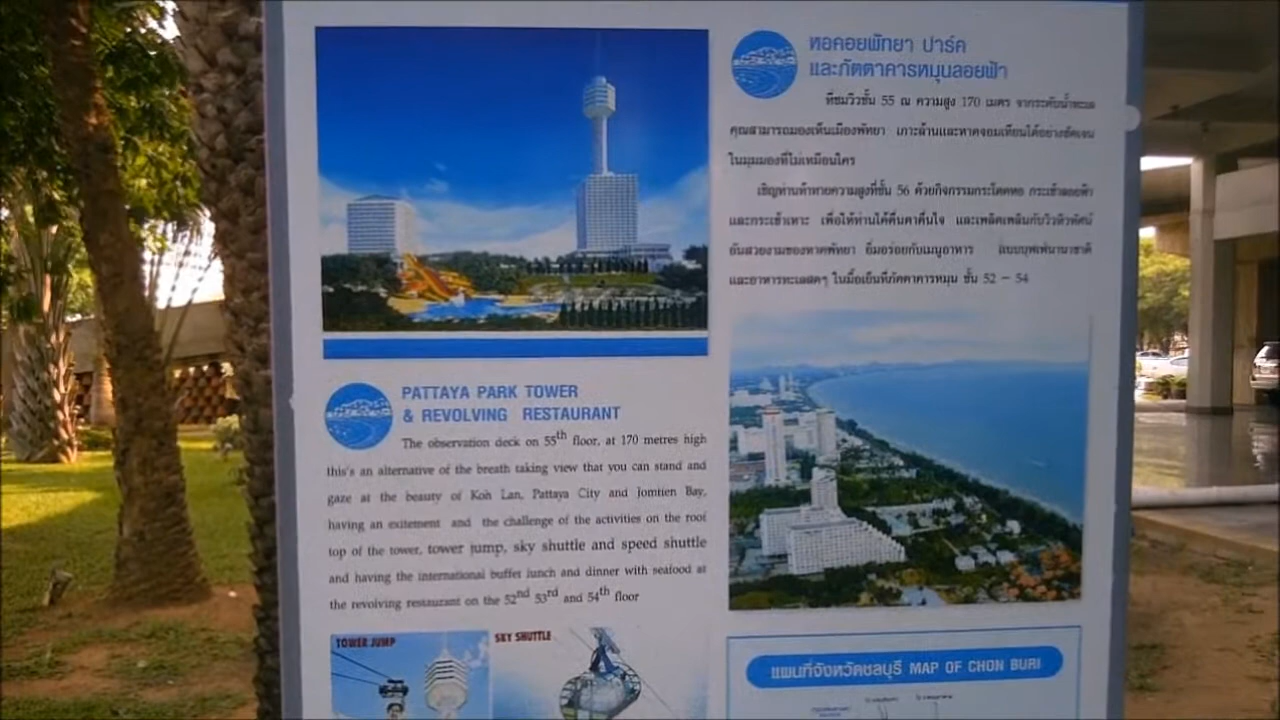 PATTAYA PARK TOWER
& REVOLVING RESTAURANT
The observation deck on 55th floor, at 170 metres high
this's an alternative of the breath taking view that you can stand and
gaze at the beauty of Koh Lan, Pattaya City and Jomtien Bay,
having an exitement and the challenge of the activities on the roof
top of the tower, tower jump, sky shuttle and speed shuttle
and having the international buffet lunch and dinner with seafood at
the revolving restaurant on the 52nd 53rd and 54th floor
TOWER JUMP
SKY SHUTTLE
หอคอยพัทยา ปาร์ค
และภัตตาคารหมุนลอยฟ้า
ที่ชมวิวชั้น 55 ณ ความสูง 170 เมตร จากระดับน้ำทะเล
คุณสามารถมองเห็นเมืองพัทยา เกาะล้านและหาดจอมเทียนได้อย่างชัดเจน
ในมุมมองที่ไม่เหมือนใคร
เชิญท่านท้าทายความสูงที่ชั้น 56 ด้วยกิจกรรมกระโดดหอ กระเช้าลอยฟ้า
และกระเช้าเหาะ เพื่อให้ท่านได้ตื่นตาตื่นใจ และเพลิดเพลินกับวิวทิวทัศน์
อันสวยงามของหาดพัทยา อิ่มอร่อยกับเมนูอาหาร แบบบุฟเฟ่นานาชาติ
และอาหารทะเลสดๆ ในมื้อเย็นที่ภัตตาคารหมุน ชั้น 52 - 54
แผนที่จังหวัดชลบุรี MAP OF CHON BURI